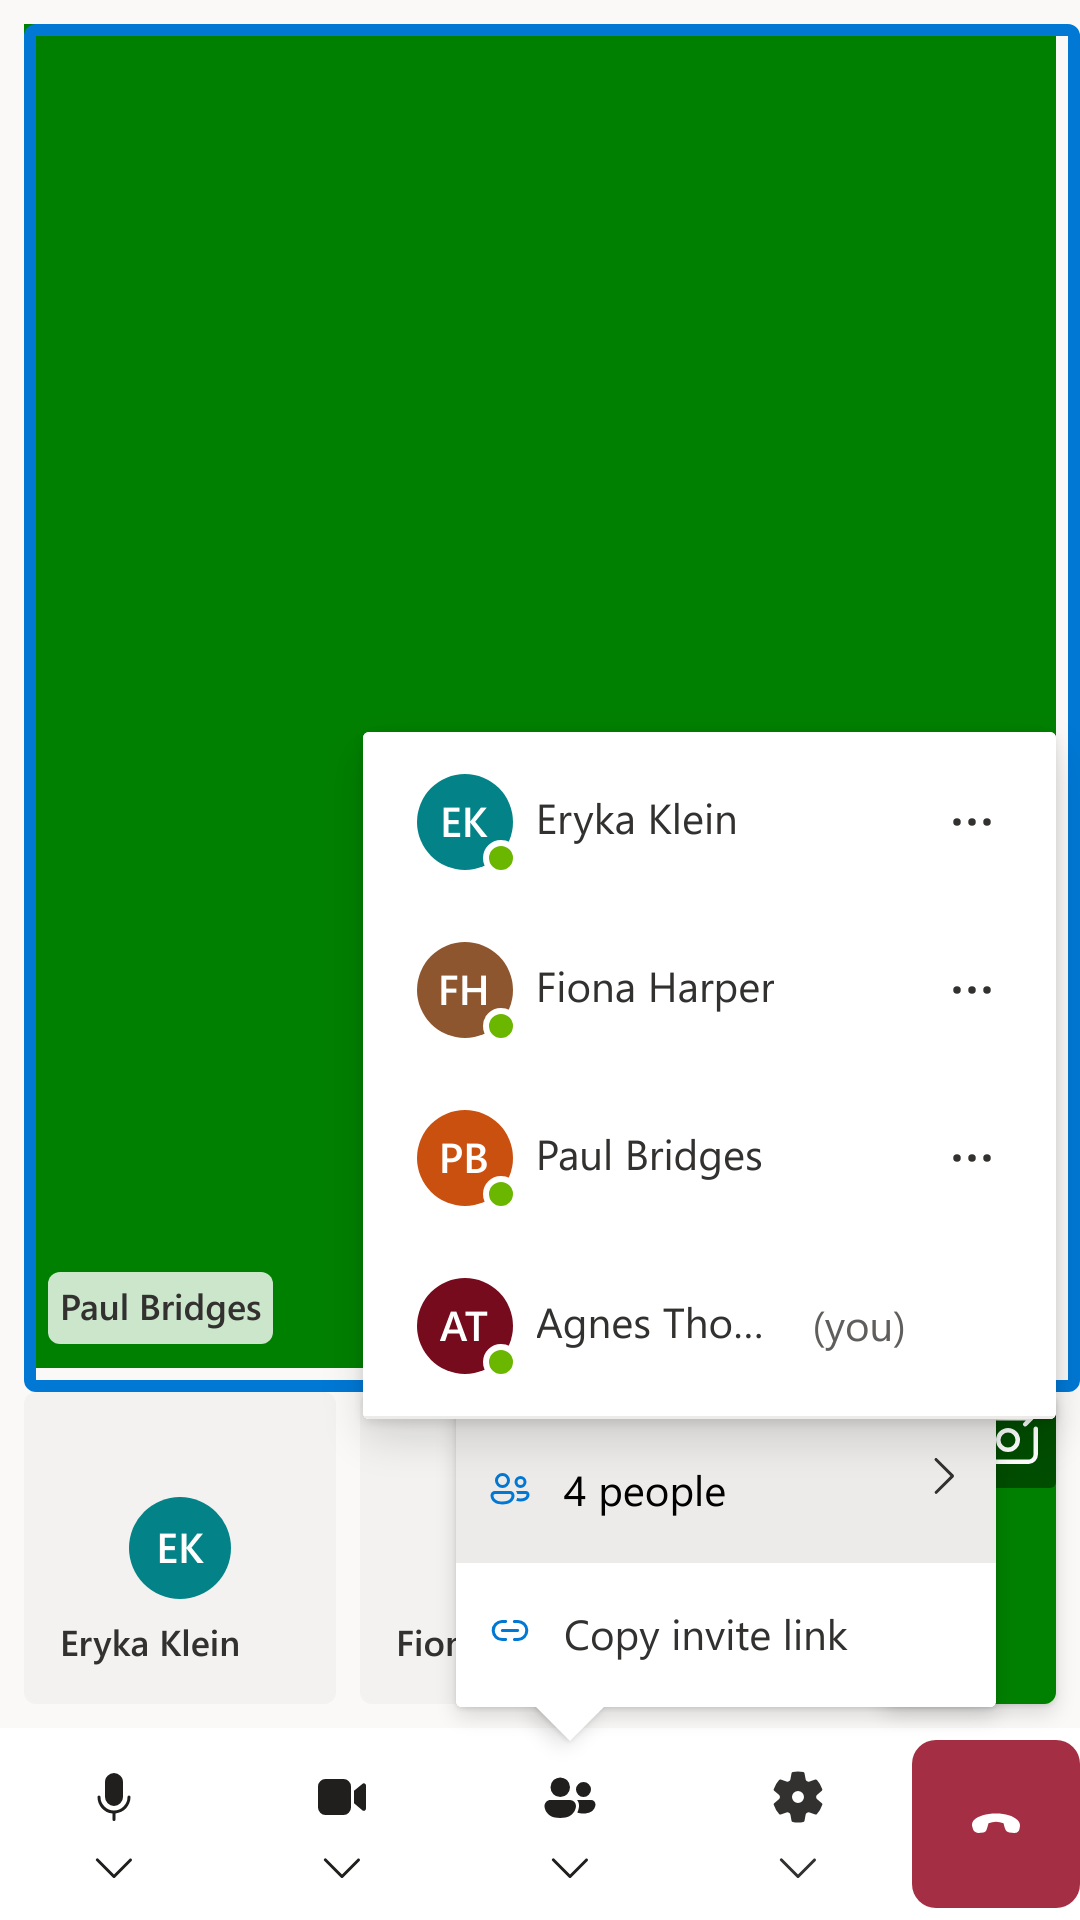 EK Eryka Klein
FH Fiona Harper
PB Paul Bridges
AT Agnes Tho... (you)
Paul Bridges
4 people
Copy invite link
EK
Eryka Klein
Fior